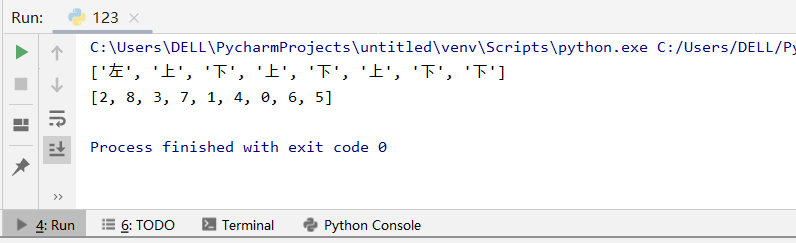 Run: 123
C:\Users\DELL\PycharmProjects\untitled\venv\Scripts\python.exe C:/Users/DELL/Py
['左', '上', '下', '上', '下', '上', '下', '下']
[2, 8, 3, 7, 1, 4, 0, 6, 5]
Process finished with exit code 0
4: Run 6: TODO Terminal Python Console